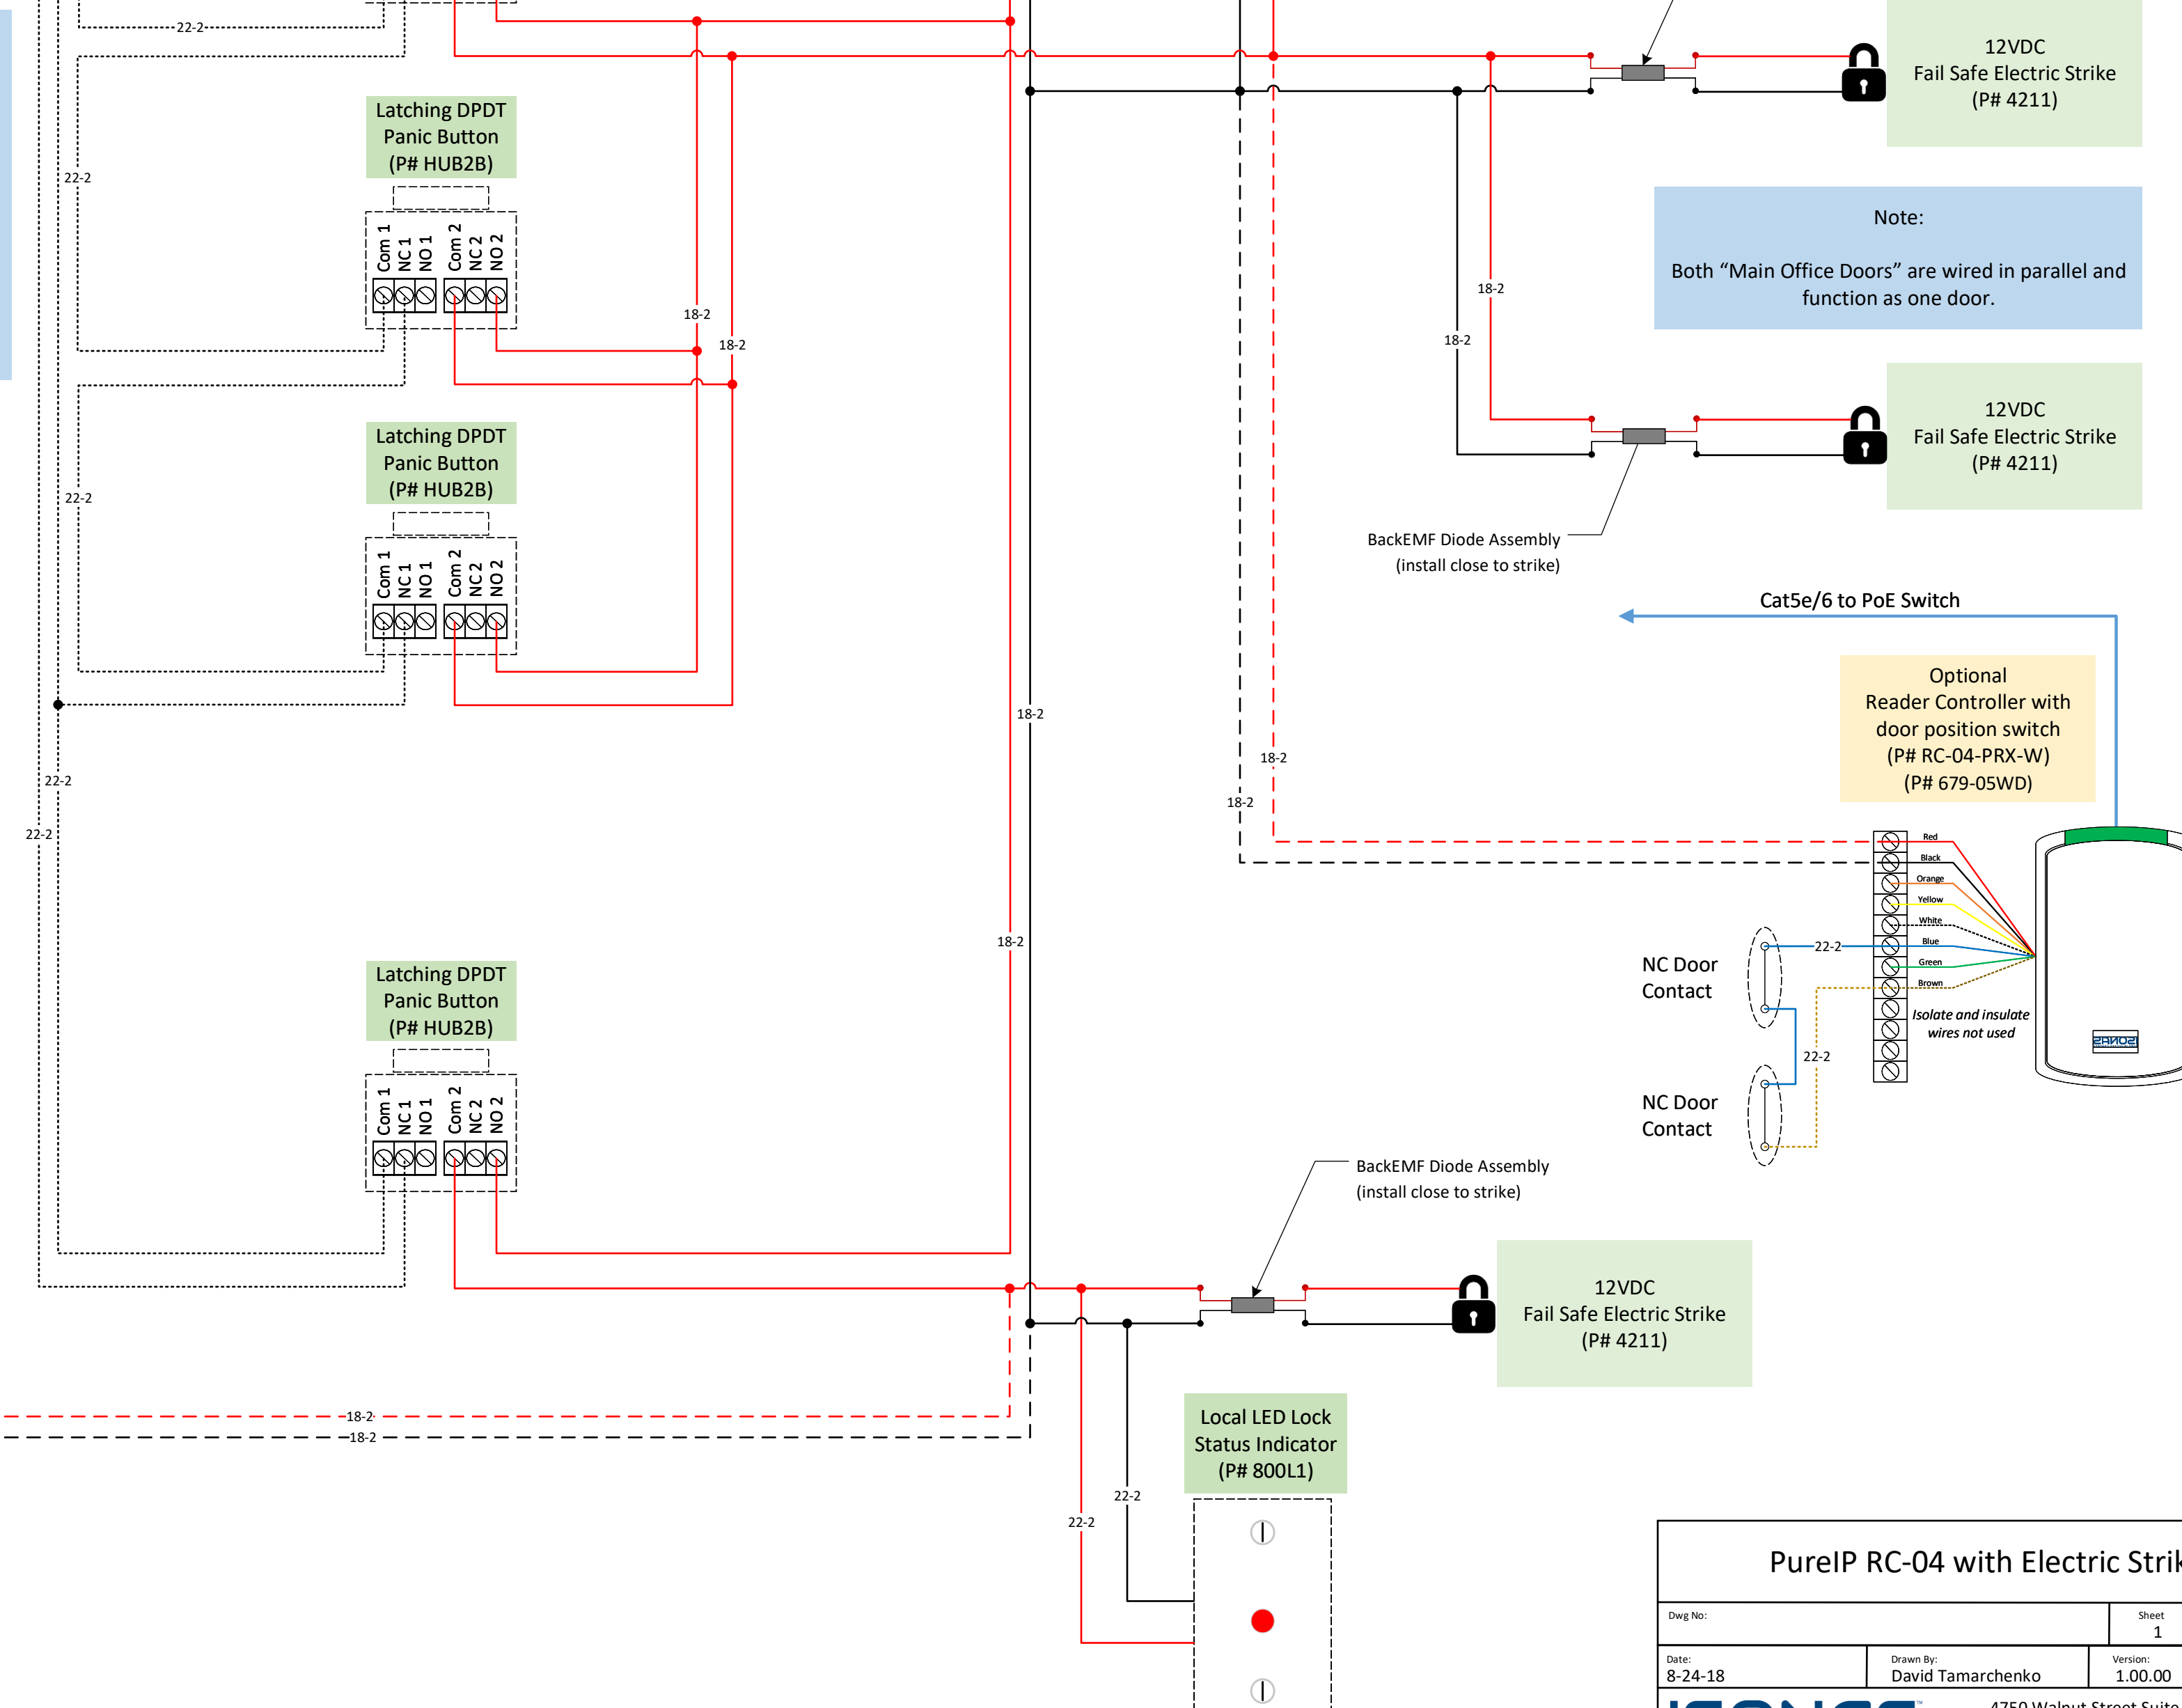 22-2
12VDC
Fail Safe Electric Strike
(P# 4211)
Latching DPDT
Panic Button
(P# HUB2B)
22-2
Com 1
NC 1
NO 1
Com 2
NC 2
NO 2
Note:
Both “Main Office Doors” are wired in parallel and
function as one door.
18-2
18-2
18-2
18-2
12VDC
Fail Safe Electric Strike
(P# 4211)
Latching DPDT
Panic Button
(P# HUB2B)
22-2
Com 1
NC 1
NO 1
Com 2
NC 2
NO 2
BackEMF Diode Assembly
(install close to strike)
Cat5e/6 to PoE Switch
Optional
Reader Controller with
door position switch
(P# RC-04-PRX-W)
(P# 679-05WD)
18-2
18-2
22-2
18-2
22-2
Red
Black
Orange
Yellow
White
Blue
Green
Brown
22-2
18-2
NC Door
Contact
Isolate and insulate
wires not used
ISONAS
22-2
NC Door
Contact
Latching DPDT
Panic Button
(P# HUB2B)
Com 1
NC 1
NO 1
Com 2
NC 2
NO 2
BackEMF Diode Assembly
(install close to strike)
12VDC
Fail Safe Electric Strike
(P# 4211)
18-2
18-2
Local LED Lock
Status Indicator
(P# 800L1)
22-2
22-2
PureIP RC-04 with Electric Strik
Dwg No:
Sheet
1
Date:
8-24-18
Drawn By:
David Tamarchenko
Version:
1.00.00
ISONAS™
4750 Walnut Street Suite